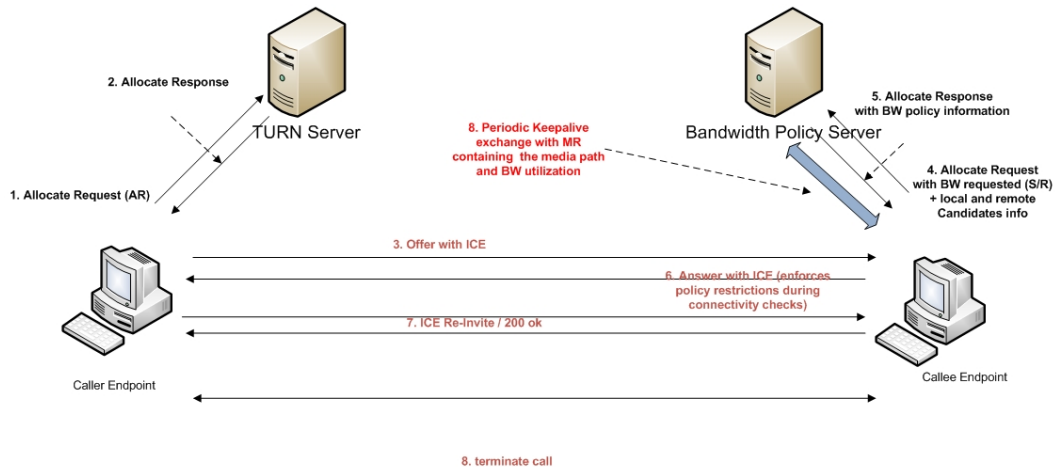 2. Allocate Response
TURN Server
1. Allocate Request (AR)
8. Periodic Keepalive
exchange with MR
containing the media path
and BW utilization
Bandwidth Policy Server
5. Allocate Response
with BW policy information
4. Allocate Request
with BW requested (S/R)
+ local and remote
Candidates info
3. Offer with ICE
6. Answer with ICE (enforces
policy restrictions during
connectivity checks)
7. ICE Re-Invite / 200 ok
Caller Endpoint
Callee Endpoint
8. terminate call